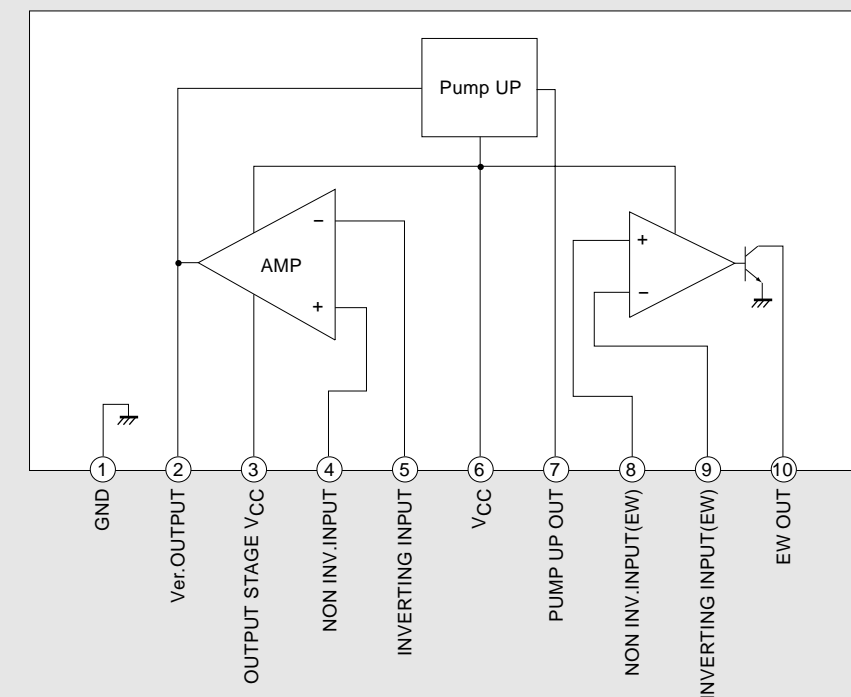 Pump UP
−
AMP
+
+
−
1
2
3
4
5
6
7
8
9
10
GND
Ver.OUTPUT
OUTPUT STAGE VCC
NON INV.INPUT
INVERTING INPUT
VCC
PUMP UP OUT
NON INV.INPUT(EW)
INVERTING INPUT(EW)
EW OUT